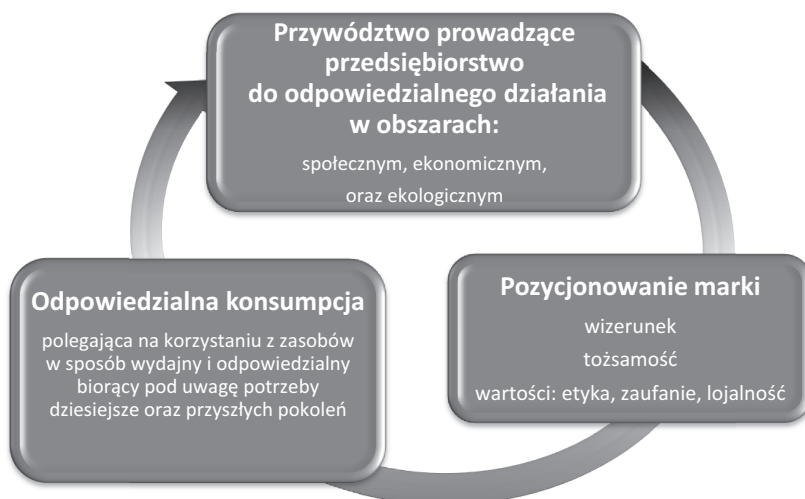 Przywództwo prowadzące
przedsiębiorstwo
do odpowiedzialnego działania
w obszarach:
społecznym, ekonomicznym,
oraz ekologicznym
Odpowiedzialna konsumpcja
polegająca na korzystaniu z zasobów
w sposób wydajny i odpowiedzialny
biorący pod uwagę potrzeby
dziesiejsze oraz przyszłych pokoleń
Pozycjonowanie marki
wizerunek
tożsamość
wartości: etyka, zaufanie, lojalność